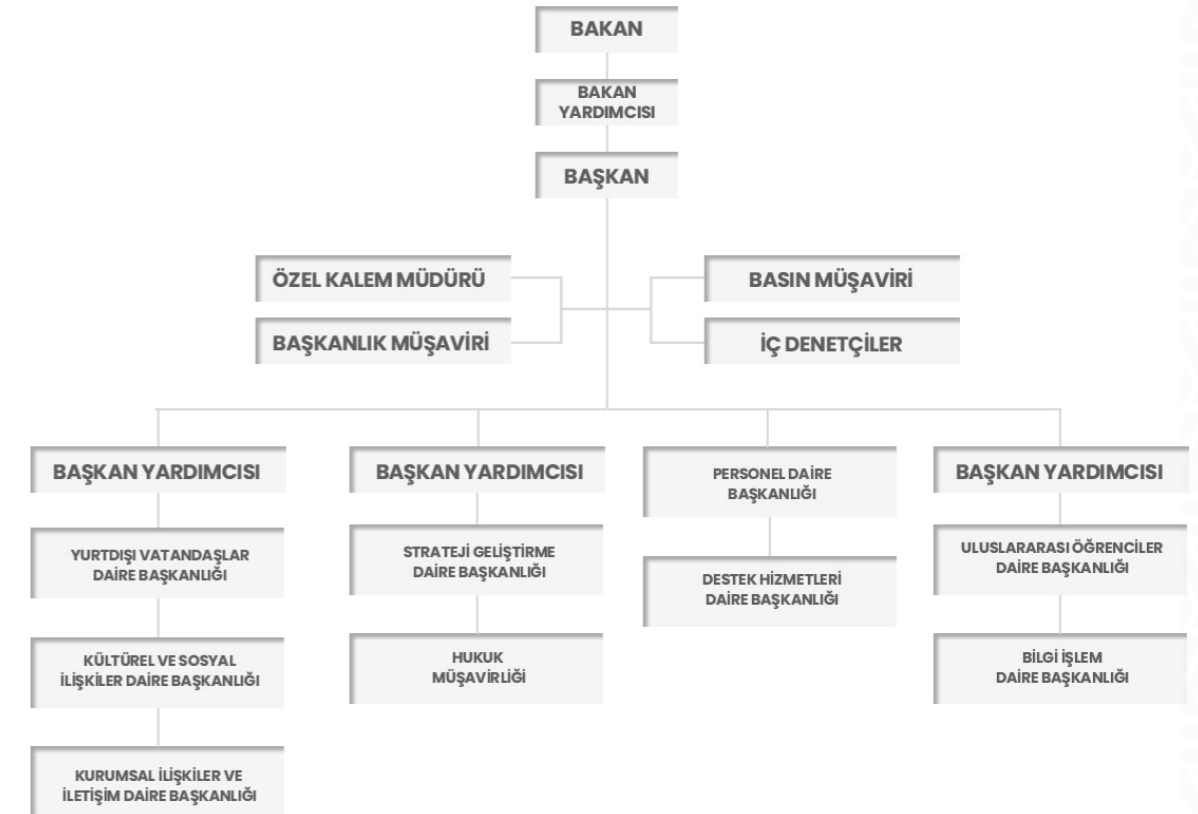 BAKAN
BAKAN
YARDIMCISI
BAŞKAN
ÖZEL KALEM MÜDÜRÜ
BASIN MÜŞAVİRİ
BAŞKANLIK MÜŞAVİRİ
İÇ DENETÇİLER
BAŞKAN YARDIMCISI
YURTDIŞI VATANDAŞLAR
DAİRE BAŞKANLIĞI
KÜLTÜREL VE SOSYAL
İLİŞKİLER DAİRE BAŞKANLIĞI
KURUMSAL İLİŞKİLER VE
İLETİŞİM DAİRE BAŞKANLIĞI
BAŞKAN YARDIMCISI
STRATEJİ GELİŞTİRME
DAİRE BAŞKANLIĞI
HUKUK
MÜŞAVİRLİĞİ
PERSONEL DAİRE
BAŞKANLIĞI
DESTEK HİZMETLERİ
DAİRE BAŞKANLIĞI
BAŞKAN YARDIMCISI
ULUSLARARASI ÖĞRENCİLER
DAİRE BAŞKANLIĞI
BİLGİ İŞLEM
DAİRE BAŞKANLIĞI